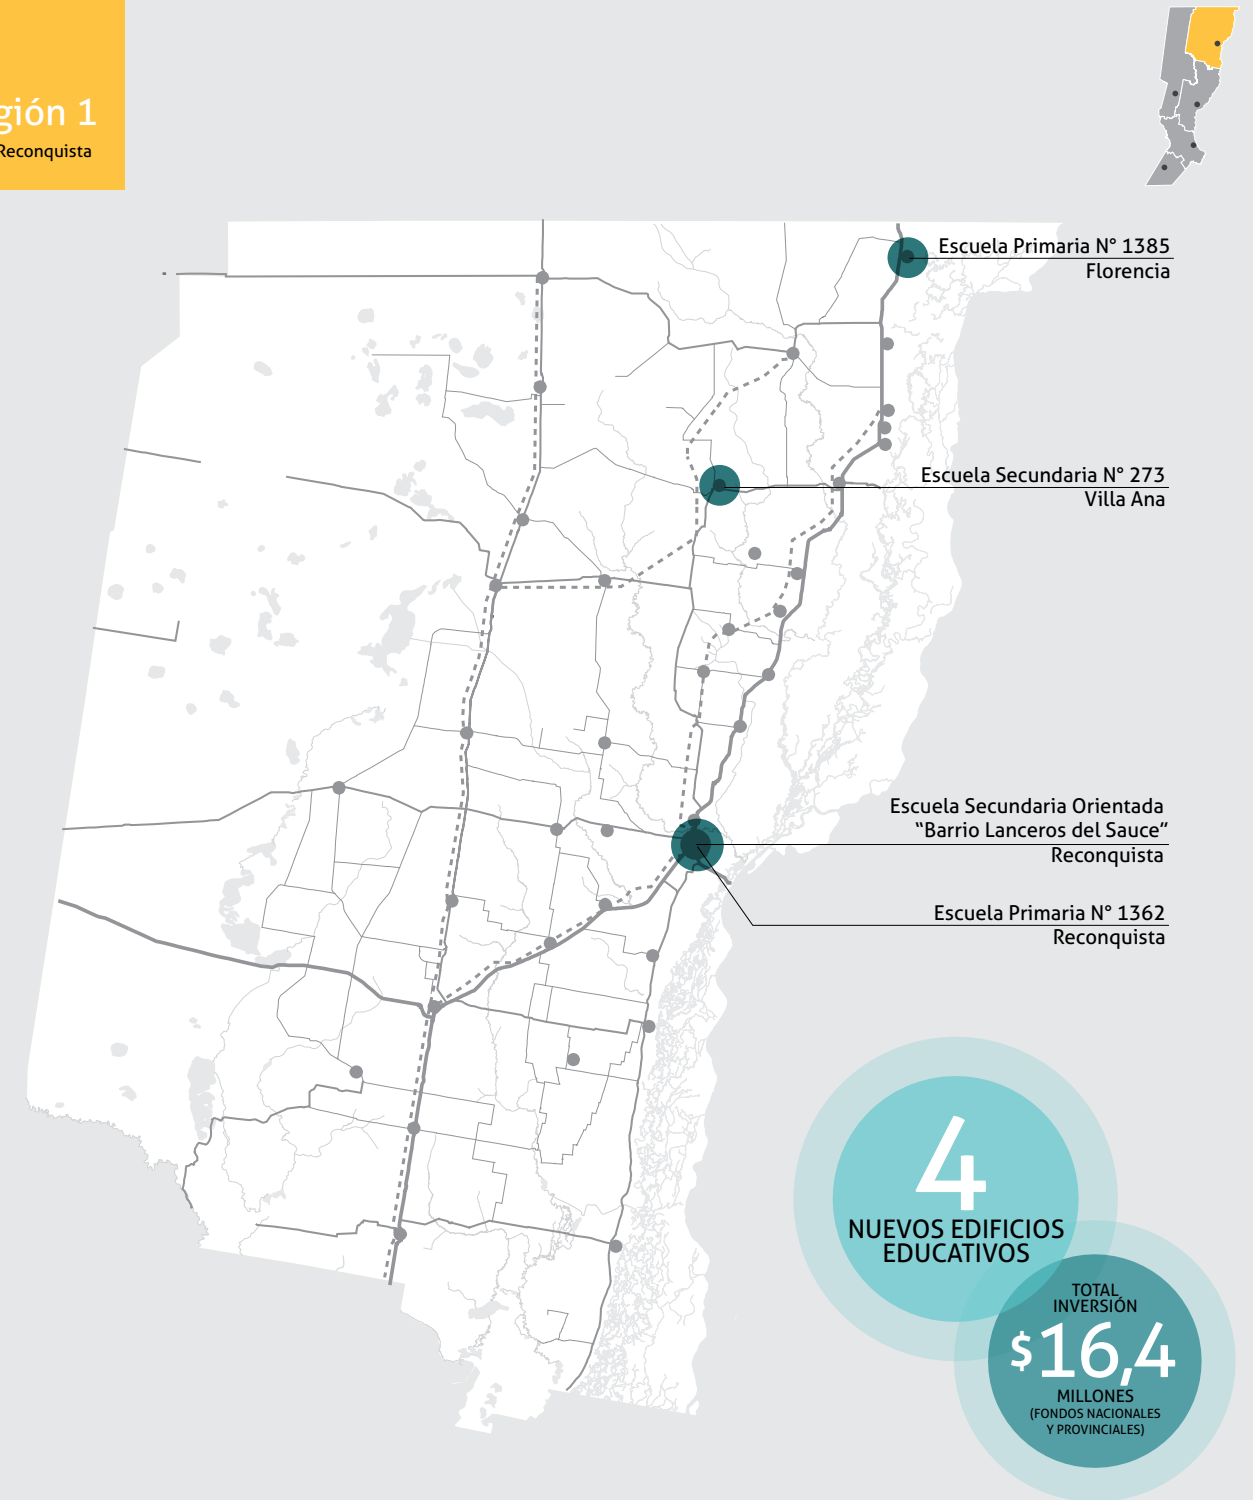 gión 1
Reconquista
Escuela Primaria N° 1385
Florencia
Escuela Secundaria N° 273
Villa Ana
Escuela Secundaria Orientada
“Barrio Lanceros del Sauce”
Reconquista
Escuela Primaria N° 1362
Reconquista
4
NUEVOS EDIFICIOS
EDUCATIVOS
TOTAL
INVERSIÓN
$16,4
MILLONES
(FONDOS NACIONALES
Y PROVINCIALES)